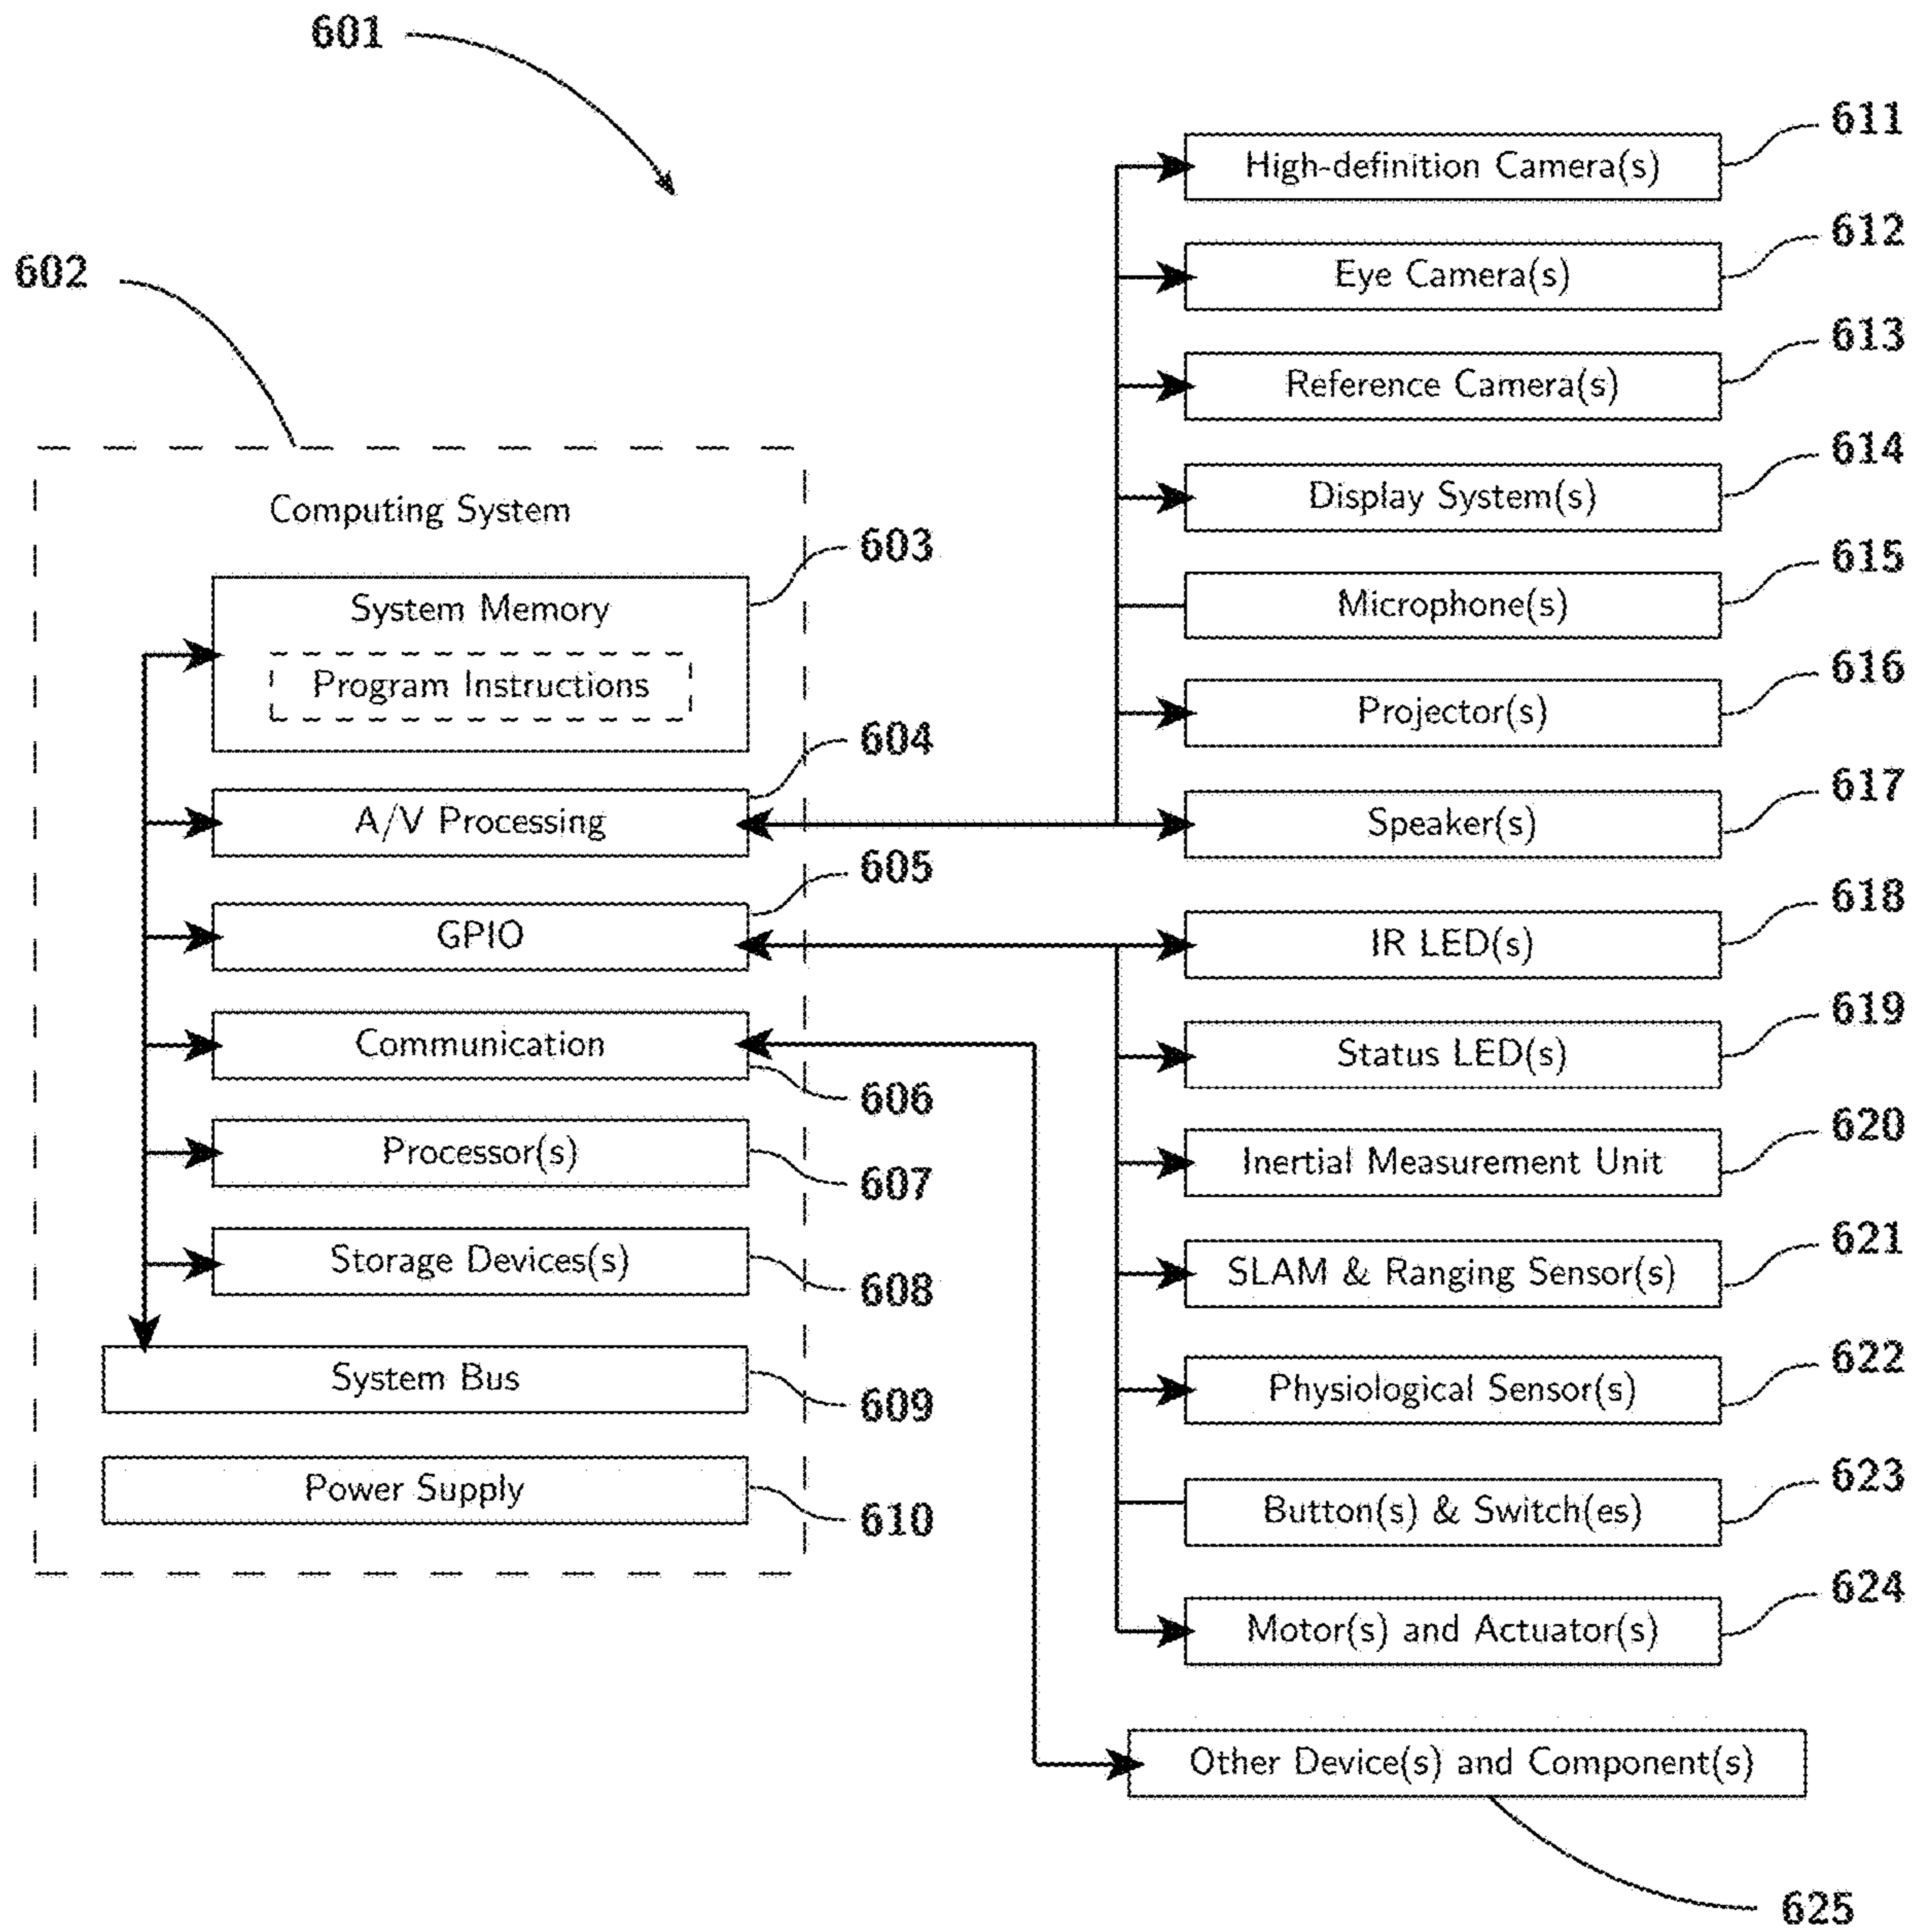 601
602
Computing System
System Memory
603
Program Instructions
A/V Processing
604
GPIO
605
Communication
606
Processor(s)
607
Storage Devices(s)
608
System Bus
609
Power Supply
610
High-definition Camera(s)
611
Eye Camera(s)
612
Reference Camera(s)
613
Display System(s)
614
Microphone(s)
615
Projector(s)
616
Speaker(s)
617
IR LED(s)
618
Status LED(s)
619
Inertial Measurement Unit
620
SLAM & Ranging Sensor(s)
621
Physiological Sensor(s)
622
Button(s) & Switch(es)
623
Motor(s) and Actuator(s)
624
Other Device(s) and Component(s)
625